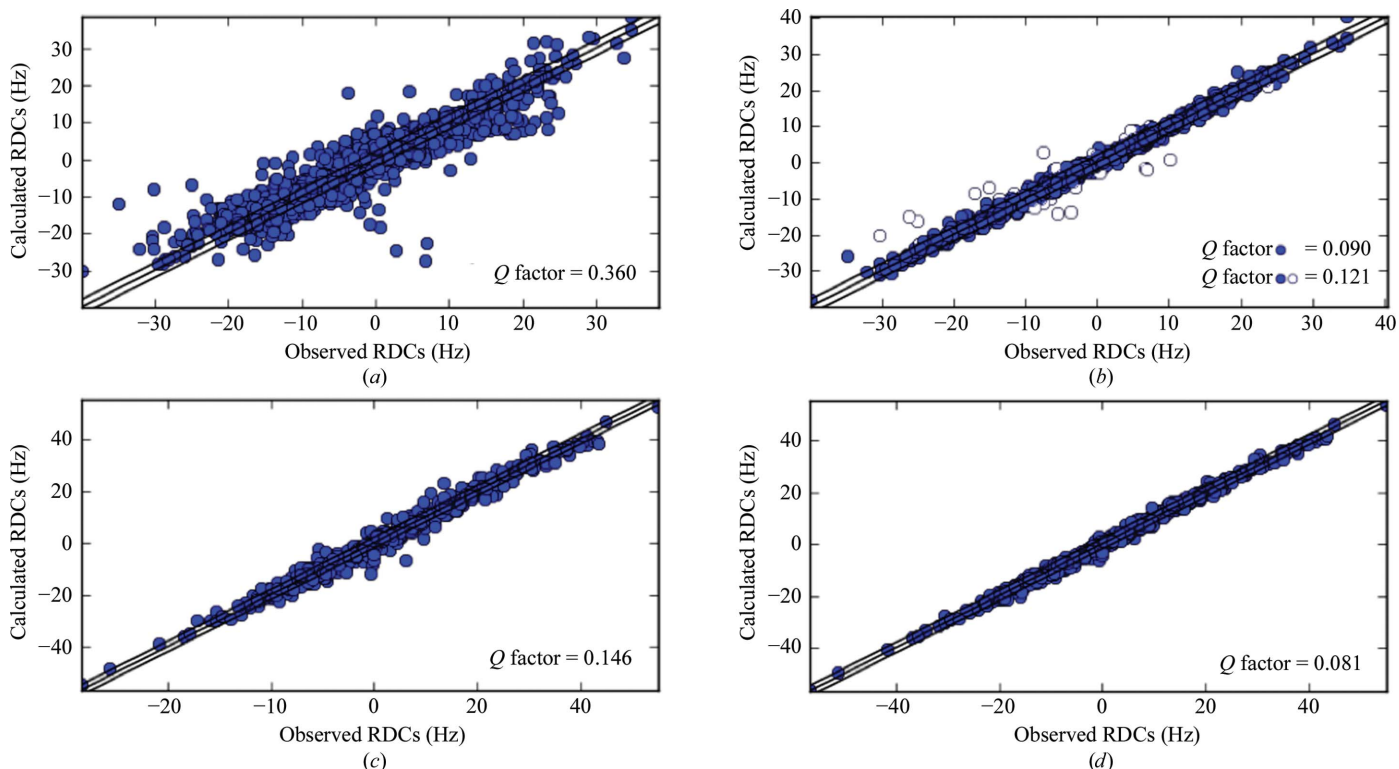 30
20
10
0
−10
−20
−30
Calculated RDCs (Hz)
Q factor = 0.360
−30 −20 −10 0 10 20 30
Observed RDCs (Hz)
(a)
40
30
20
10
0
−10
−20
−30
Calculated RDCs (Hz)
Q factor = 0.090
Q factor = 0.121
−30 −20 −10 0 10 20 30 40
Observed RDCs (Hz)
(b)
40
20
0
−20
−40
Calculated RDCs (Hz)
Q factor = 0.146
−20 −10 0 20 40
Observed RDCs (Hz)
(c)
40
20
0
−20
−40
Calculated RDCs (Hz)
Q factor = 0.081
−40 −20 0 20 40
Observed RDCs (Hz)
(d)